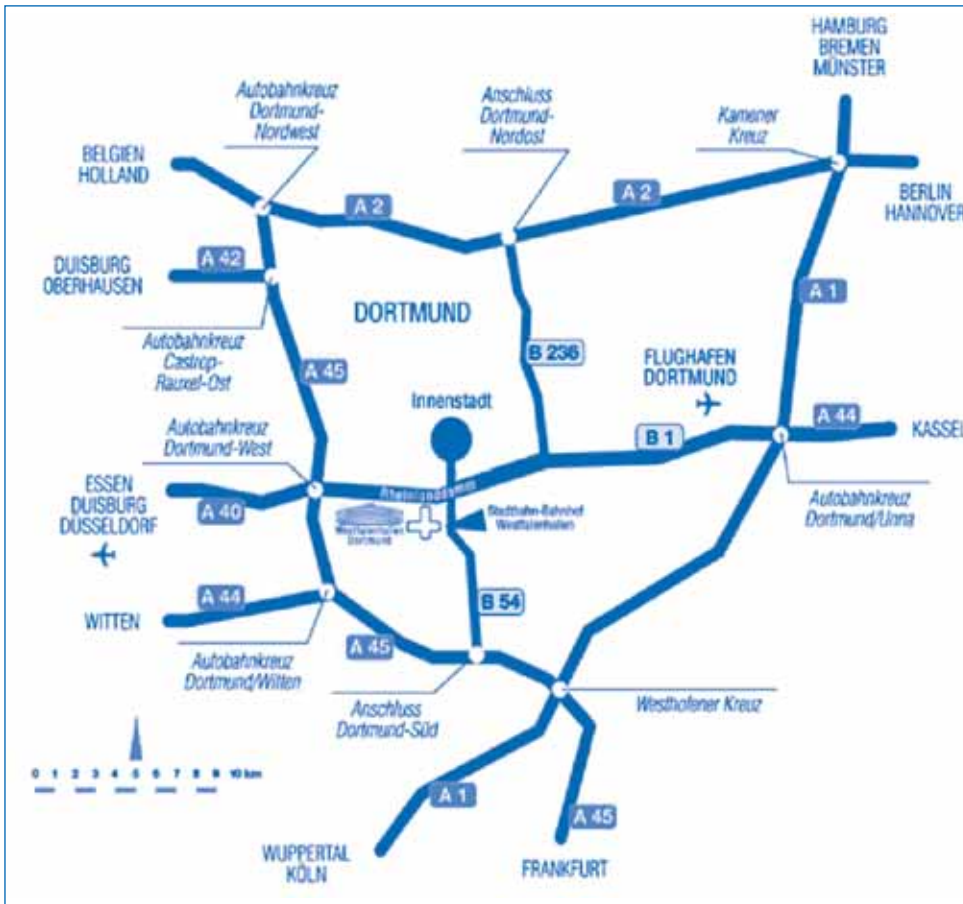 HAMBURG
BREMEN
MÜNSTER
Autobahnkreuz
Dortmund-
Nordwest
Anschluss
Dortmund-
Nordost
Kamener
Kreuz
BELGIEN
HOLLAND
BERLIN
HANNOVER
A 2
A 2
A 42
DUISBURG
OBERHAUSEN
A 1
DORTMUND
Autobahnkreuz
Castrop-
Rauxel-Ost
A 45
B 236
FLUGHAFEN
DORTMUND
Innenstadt
A 44
KASSEL
B 1
Autobahnkreuz
Dortmund-West
Rheinlanddamm
ESSEN
DUISBURG
DÜSSELDORF
A 40
Stadtbahn-Bahnhof
Westfalenhallen
Westfalenhallen
Dortmund
Autobahnkreuz
Dortmund/Unna
A 44
WITTEN
B 54
A 45
Autobahnkreuz
Dortmund/Witten
Anschluss
Dortmund-Süd
Westhofener Kreuz
0 1 2 3 4 5 6 7 8 9 10 km
A 1
A 45
WUPPERTAL
KÖLN
FRANKFURT